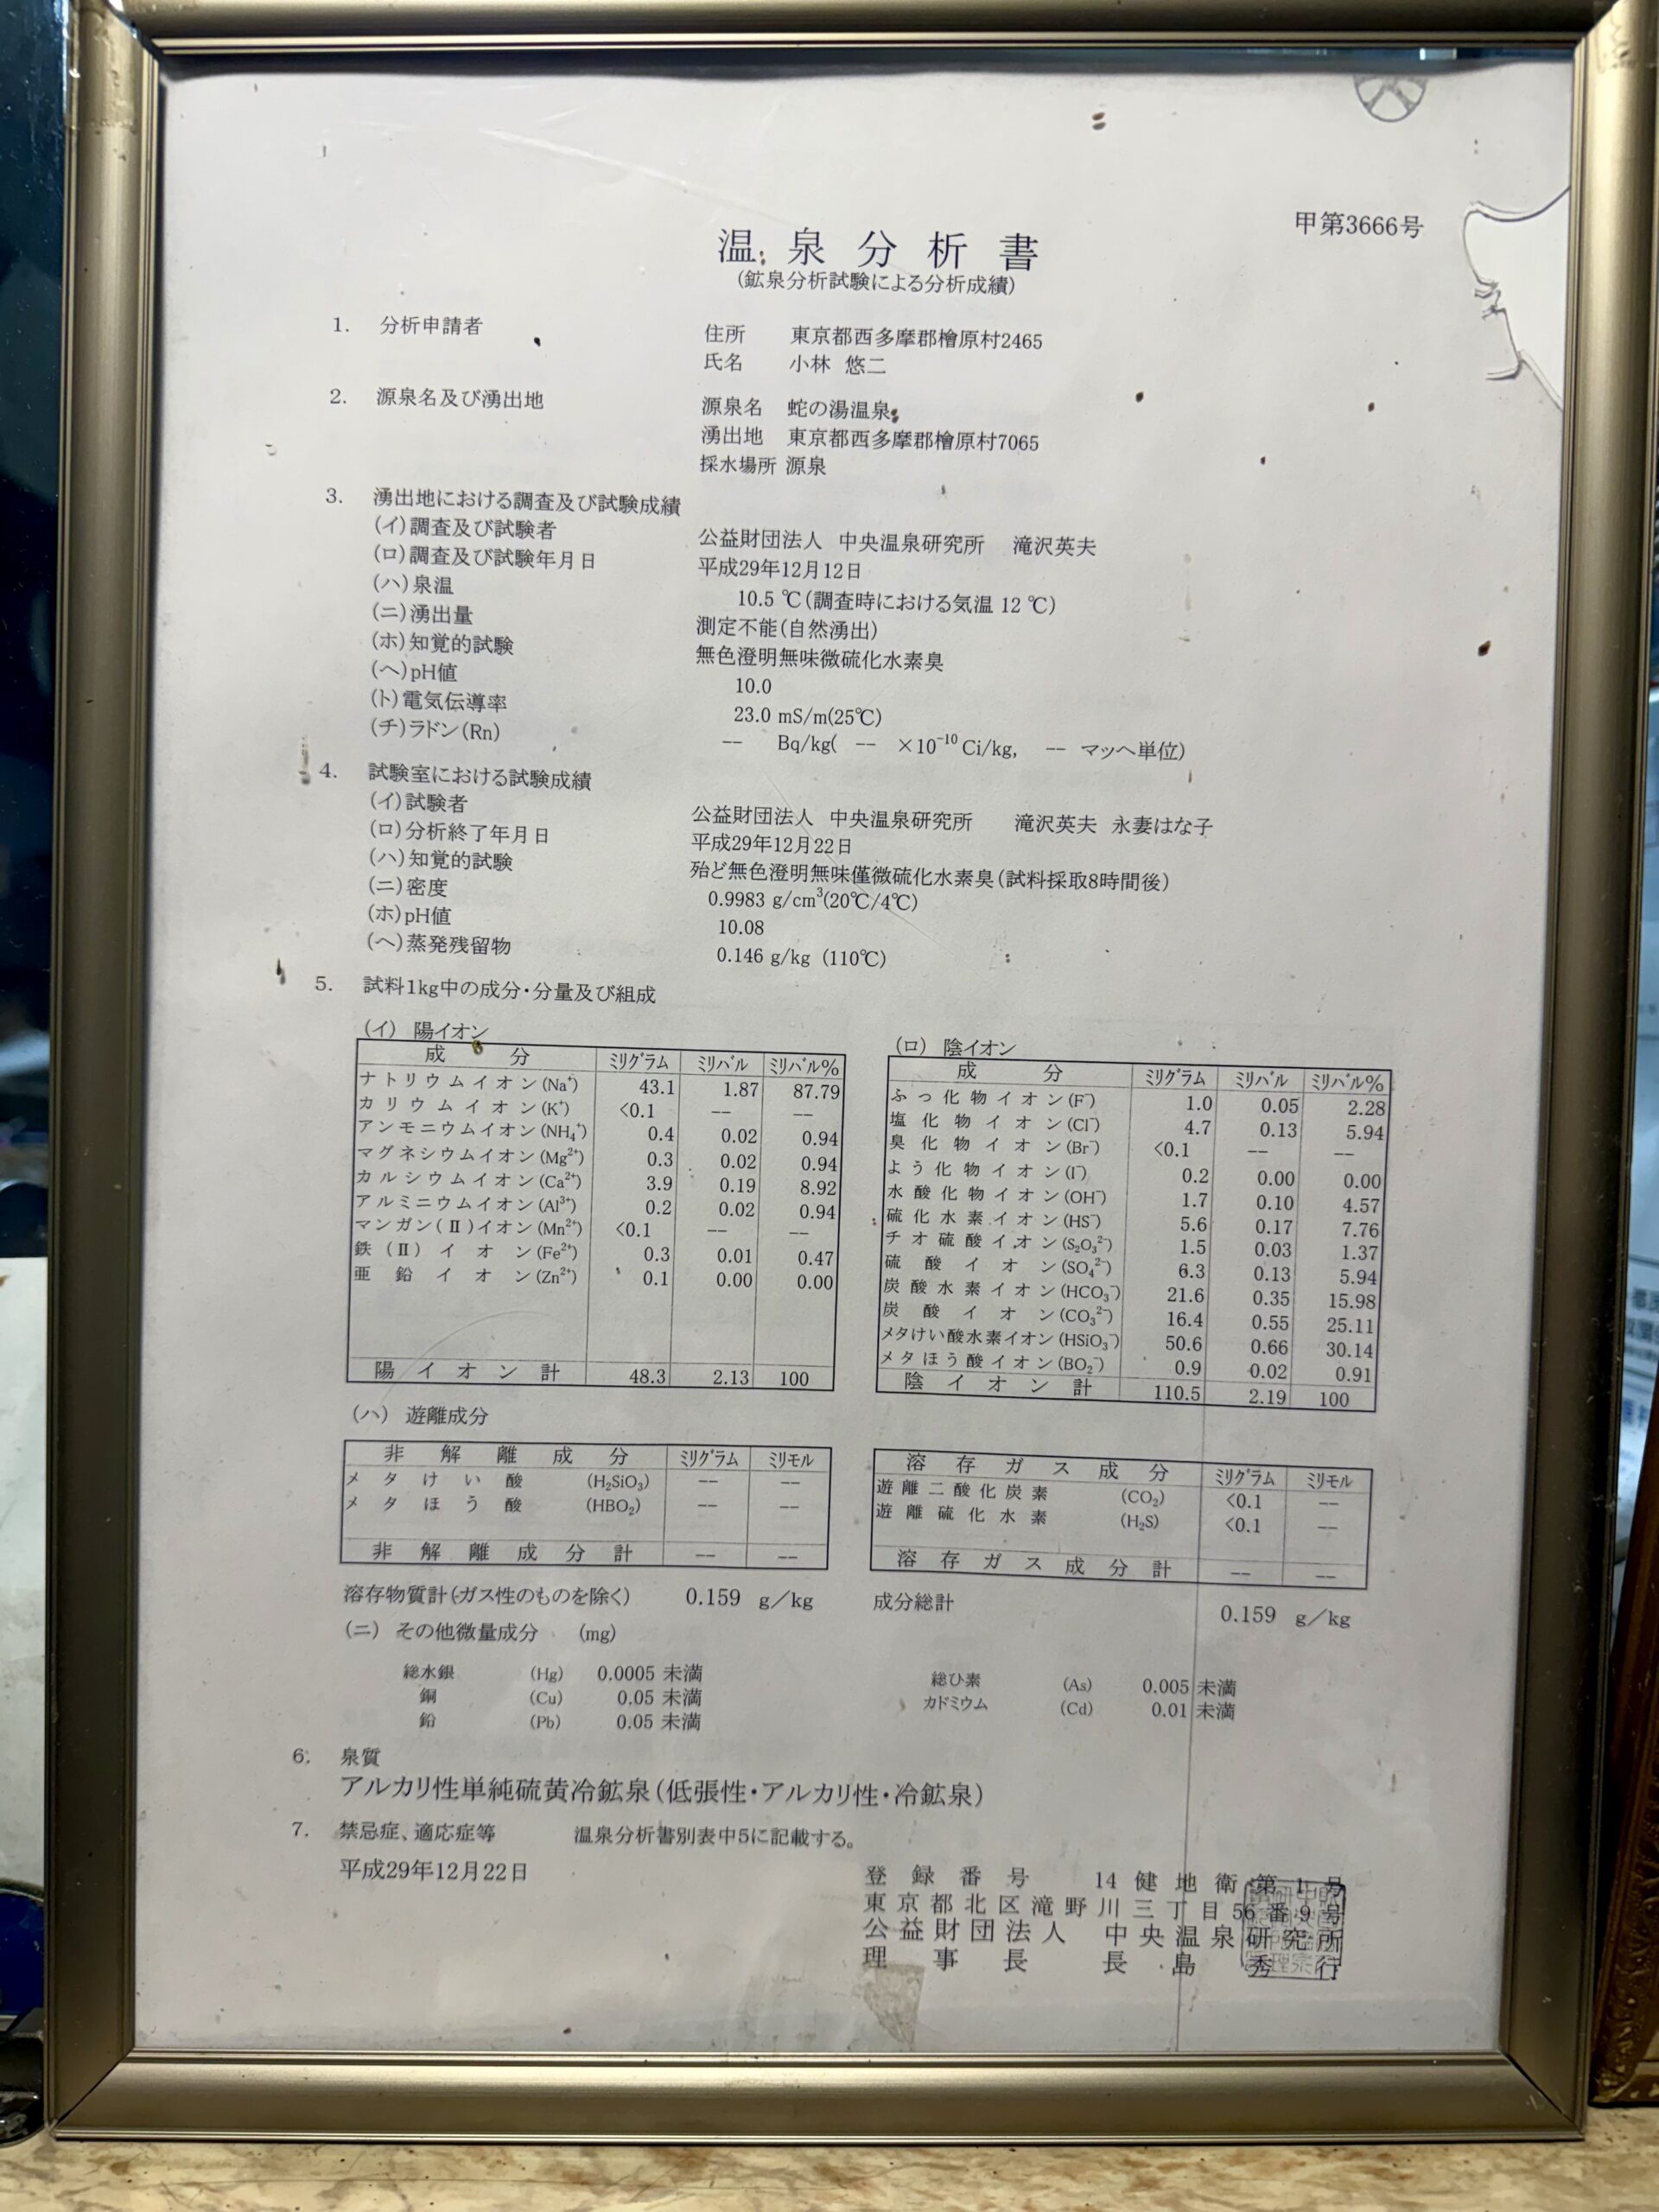 甲第3666号
温泉分析書
(鉱泉分析試験による分析成績)
1. 分析申請者 住所 東京都西多摩郡檜原村2465
氏名 小林 悠二
2. 源泉名及び湧出地 源泉名 蛇の湯温泉
湧出地 東京都西多摩郡檜原村7065
採水場所 源泉
3. 湧出地における調査及び試験成績
(イ)調査及び試験者 公益財団法人 中央温泉研究所 滝沢英夫
(ロ)調査及び試験年月日 平成29年12月12日
(ハ)泉温 10.5 ℃(調査時における気温 12 ℃)
(ニ)湧出量 測定不能(自然湧出)
(ホ)知覚的試験 無色澄明無味微硫化水素臭
(ヘ)pH値 10.0
(ト)電気伝導率 23.0 mS/m(25℃)
(チ)ラドン(Rn) -- Bq/kg( -- ×10⁻¹⁰ Ci/kg, -- マッヘ単位)
4. 試験室における試験成績
(イ)試験者 公益財団法人 中央温泉研究所 滝沢英夫 永妻はな子
(ロ)分析終了年月日 平成29年12月22日
(ハ)知覚的試験 殆ど無色澄明無味僅微硫化水素臭(試料採取8時間後)
(ニ)密度 0.9983 g/cm³(20℃/4℃)
(ホ)pH値 10.08
(ヘ)蒸発残留物 0.146 g/kg (110℃)
5. 試料1kg中の成分・分量及び組成
(イ) 陽イオン
成分 ミリグラム ミリバル ミリバル%
ナトリウムイオン(Na⁺) 43.1 1.87 87.79
カリウムイオン(K⁺) <0.1 -- --
アンモニウムイオン(NH₄⁺) 0.4 0.02 0.94
マグネシウムイオン(Mg²⁺) 0.3 0.02 0.94
カルシウムイオン(Ca²⁺) 3.9 0.19 8.92
アルミニウムイオン(Al³⁺) 0.2 0.02 0.94
マンガン(Ⅱ)イオン(Mn²⁺) <0.1 -- --
鉄(Ⅱ)イオン(Fe²⁺) 0.3 0.01 0.47
亜鉛イオン(Zn²⁺) 0.1 0.00 0.00
陽イオン計 48.3 2.13 100
(ロ) 陰イオン
成分 ミリグラム ミリバル ミリバル%
ふっ化物イオン(F⁻) 1.0 0.05 2.28
塩化物イオン(Cl⁻) 4.7 0.13 5.94
臭化物イオン(Br⁻) <0.1 -- --
よう化物イオン(I⁻) 0.2 0.00 0.00
水酸化物イオン(OH⁻) 1.7 0.10 4.57
硫化水素イオン(HS⁻) 5.6 0.17 7.76
チオ硫酸イオン(S₂O₃²⁻) 1.5 0.03 1.37
硫酸イオン(SO₄²⁻) 6.3 0.13 5.94
炭酸水素イオン(HCO₃⁻) 21.6 0.35 15.98
炭酸イオン(CO₃²⁻) 16.4 0.55 25.11
メタけい酸水素イオン(HSiO₃⁻) 50.6 0.66 30.14
メタほう酸イオン(BO₂⁻) 0.9 0.02 0.91
陰イオン計 110.5 2.19 100
(ハ) 遊離成分
非解離成分 ミリグラム ミリモル
メタけい酸 (H₂SiO₃) -- --
メタほう酸 (HBO₂) -- --
非解離成分計 -- --
溶存ガス成分 ミリグラム ミリモル
遊離二酸化炭素 (CO₂) <0.1 --
遊離硫化水素 (H₂S) <0.1 --
溶存ガス成分計 -- --
溶存物質計(ガス性のものを除く) 0.159 g/kg 成分総計 0.159 g/kg
(ニ) その他微量成分 (mg)
総水銀 (Hg) 0.0005 未満 総ひ素 (As) 0.005 未満
銅 (Cu) 0.05 未満 カドミウム (Cd) 0.01 未満
鉛 (Pb) 0.05 未満
6. 泉質
アルカリ性単純硫黄冷鉱泉(低張性・アルカリ性・冷鉱泉)
7. 禁忌症、適応症等 温泉分析書別表中5に記載する。
平成29年12月22日
登録番号 14健地衛第1号
東京都北区滝野川三丁目56番9号
公益財団法人 中央温泉研究所
理事長 長島秀行